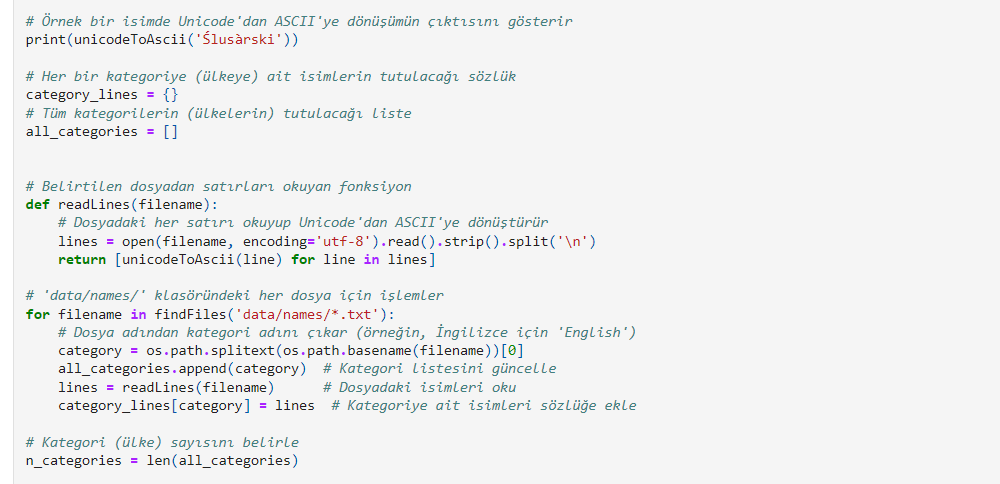 # Örnek bir isimde Unicode'dan ASCII'ye dönüşümün çıktısını gösterir
print(unicodeToAscii('Ślusàrski'))
# Her bir kategoriye (ülkeye) ait isimlerin tutulacağı sözlük
category_lines = {}
# Tüm kategorilerin (ülkelerin) tutulacağı liste
all_categories = []
# Belirtilen dosyadan satırları okuyan fonksiyon
def readLines(filename):
    # Dosyadaki her satırı okuyup Unicode'dan ASCII'ye dönüştürür
    lines = open(filename, encoding='utf-8').read().strip().split('\n')
    return [unicodeToAscii(line) for line in lines]
# 'data/names/' klasöründeki her dosya için işlemler
for filename in findFiles('data/names/*.txt'):
    # Dosya adından kategori adını çıkar (örneğin, İngilizce için 'English')
    category = os.path.splitext(os.path.basename(filename))[0]
    all_categories.append(category)  # Kategori listesini güncelle
    lines = readLines(filename)      # Dosyadaki isimleri oku
    category_lines[category] = lines  # Kategoriye ait isimleri sözlüğe ekle
# Kategori (ülke) sayısını belirle
n_categories = len(all_categories)